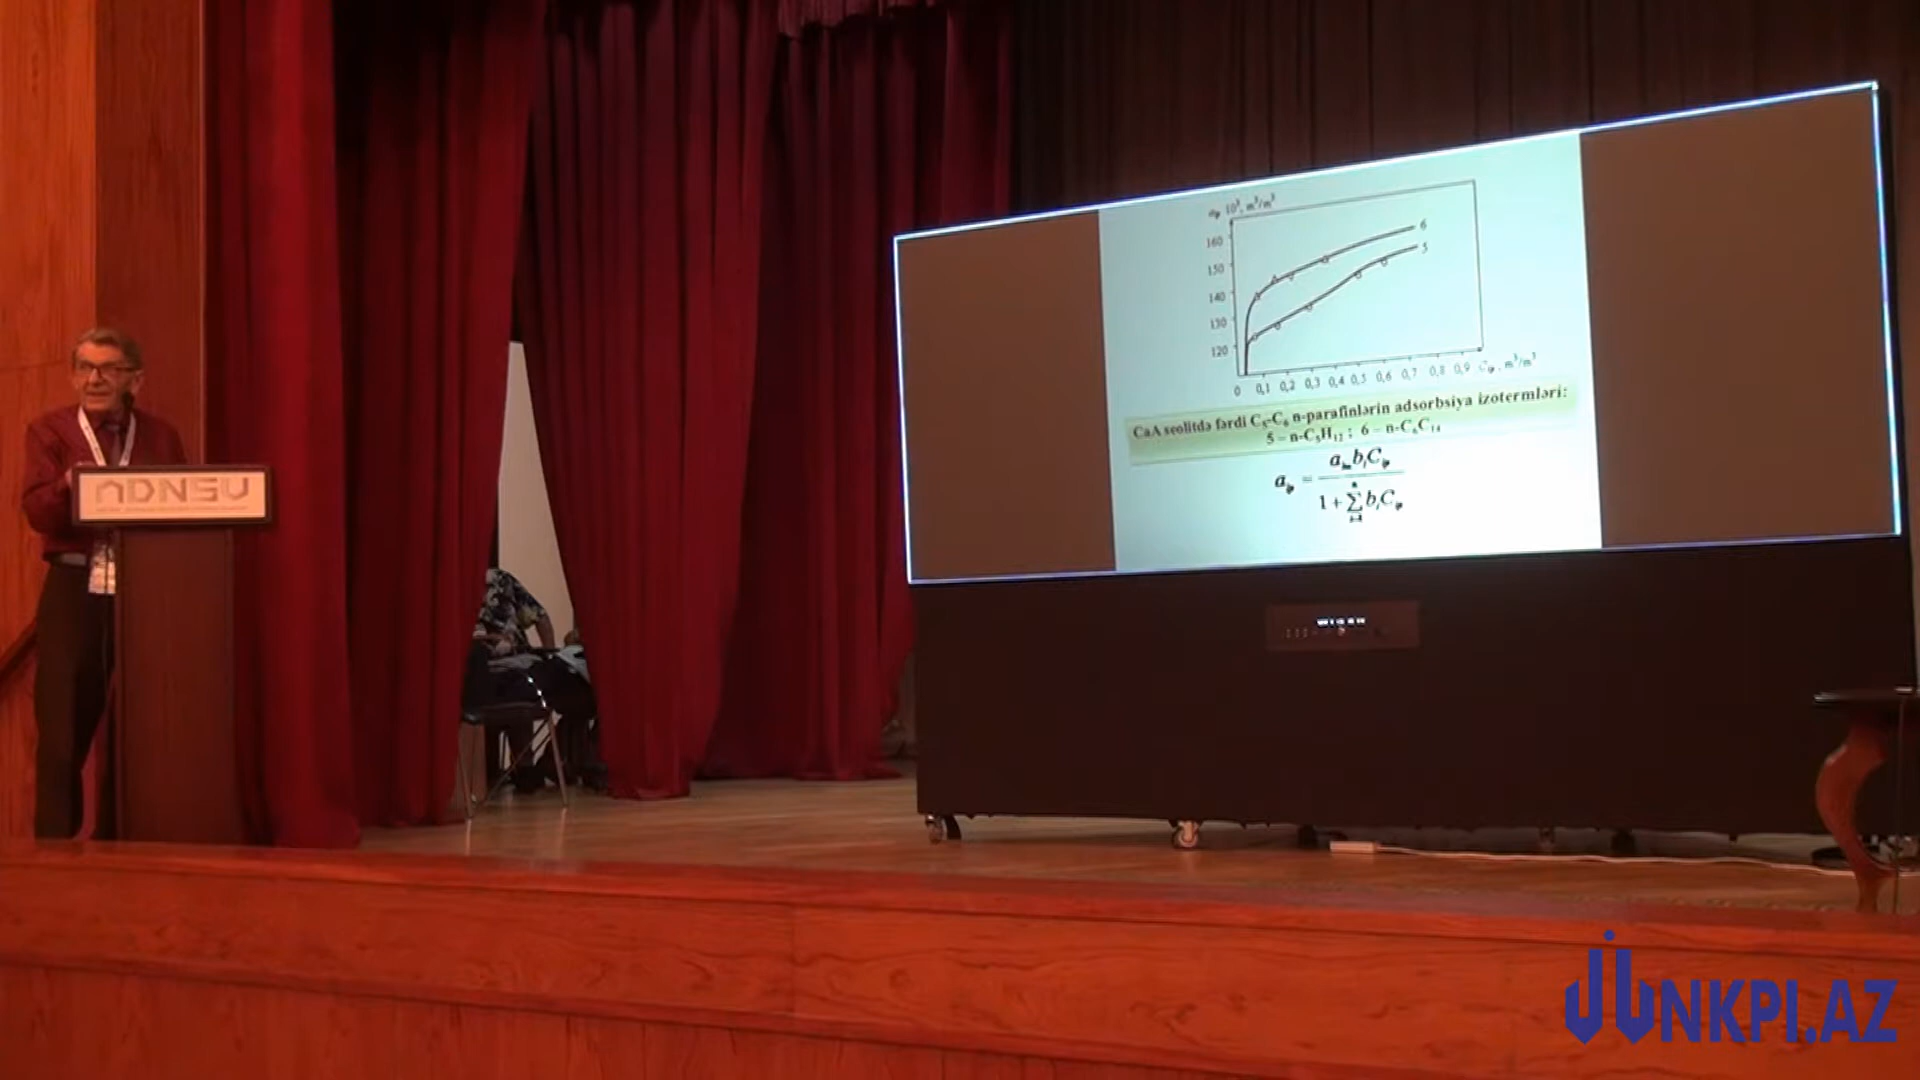 ADNSU
a 10³, m³/m³
160
150
140
130
120
6
5
0 0,1 0,2 0,3 0,4 0,5 0,6 0,7 0,8 0,9 C , m³/m³
CaA seolitdə fərdi C₅-C₆ n-parafinlərin adsorbsiya izotermləri:
5 – n-C₅H₁₂ ; 6 – n-C₆C₁₄
1 + ∑
JUNKPI.AZ